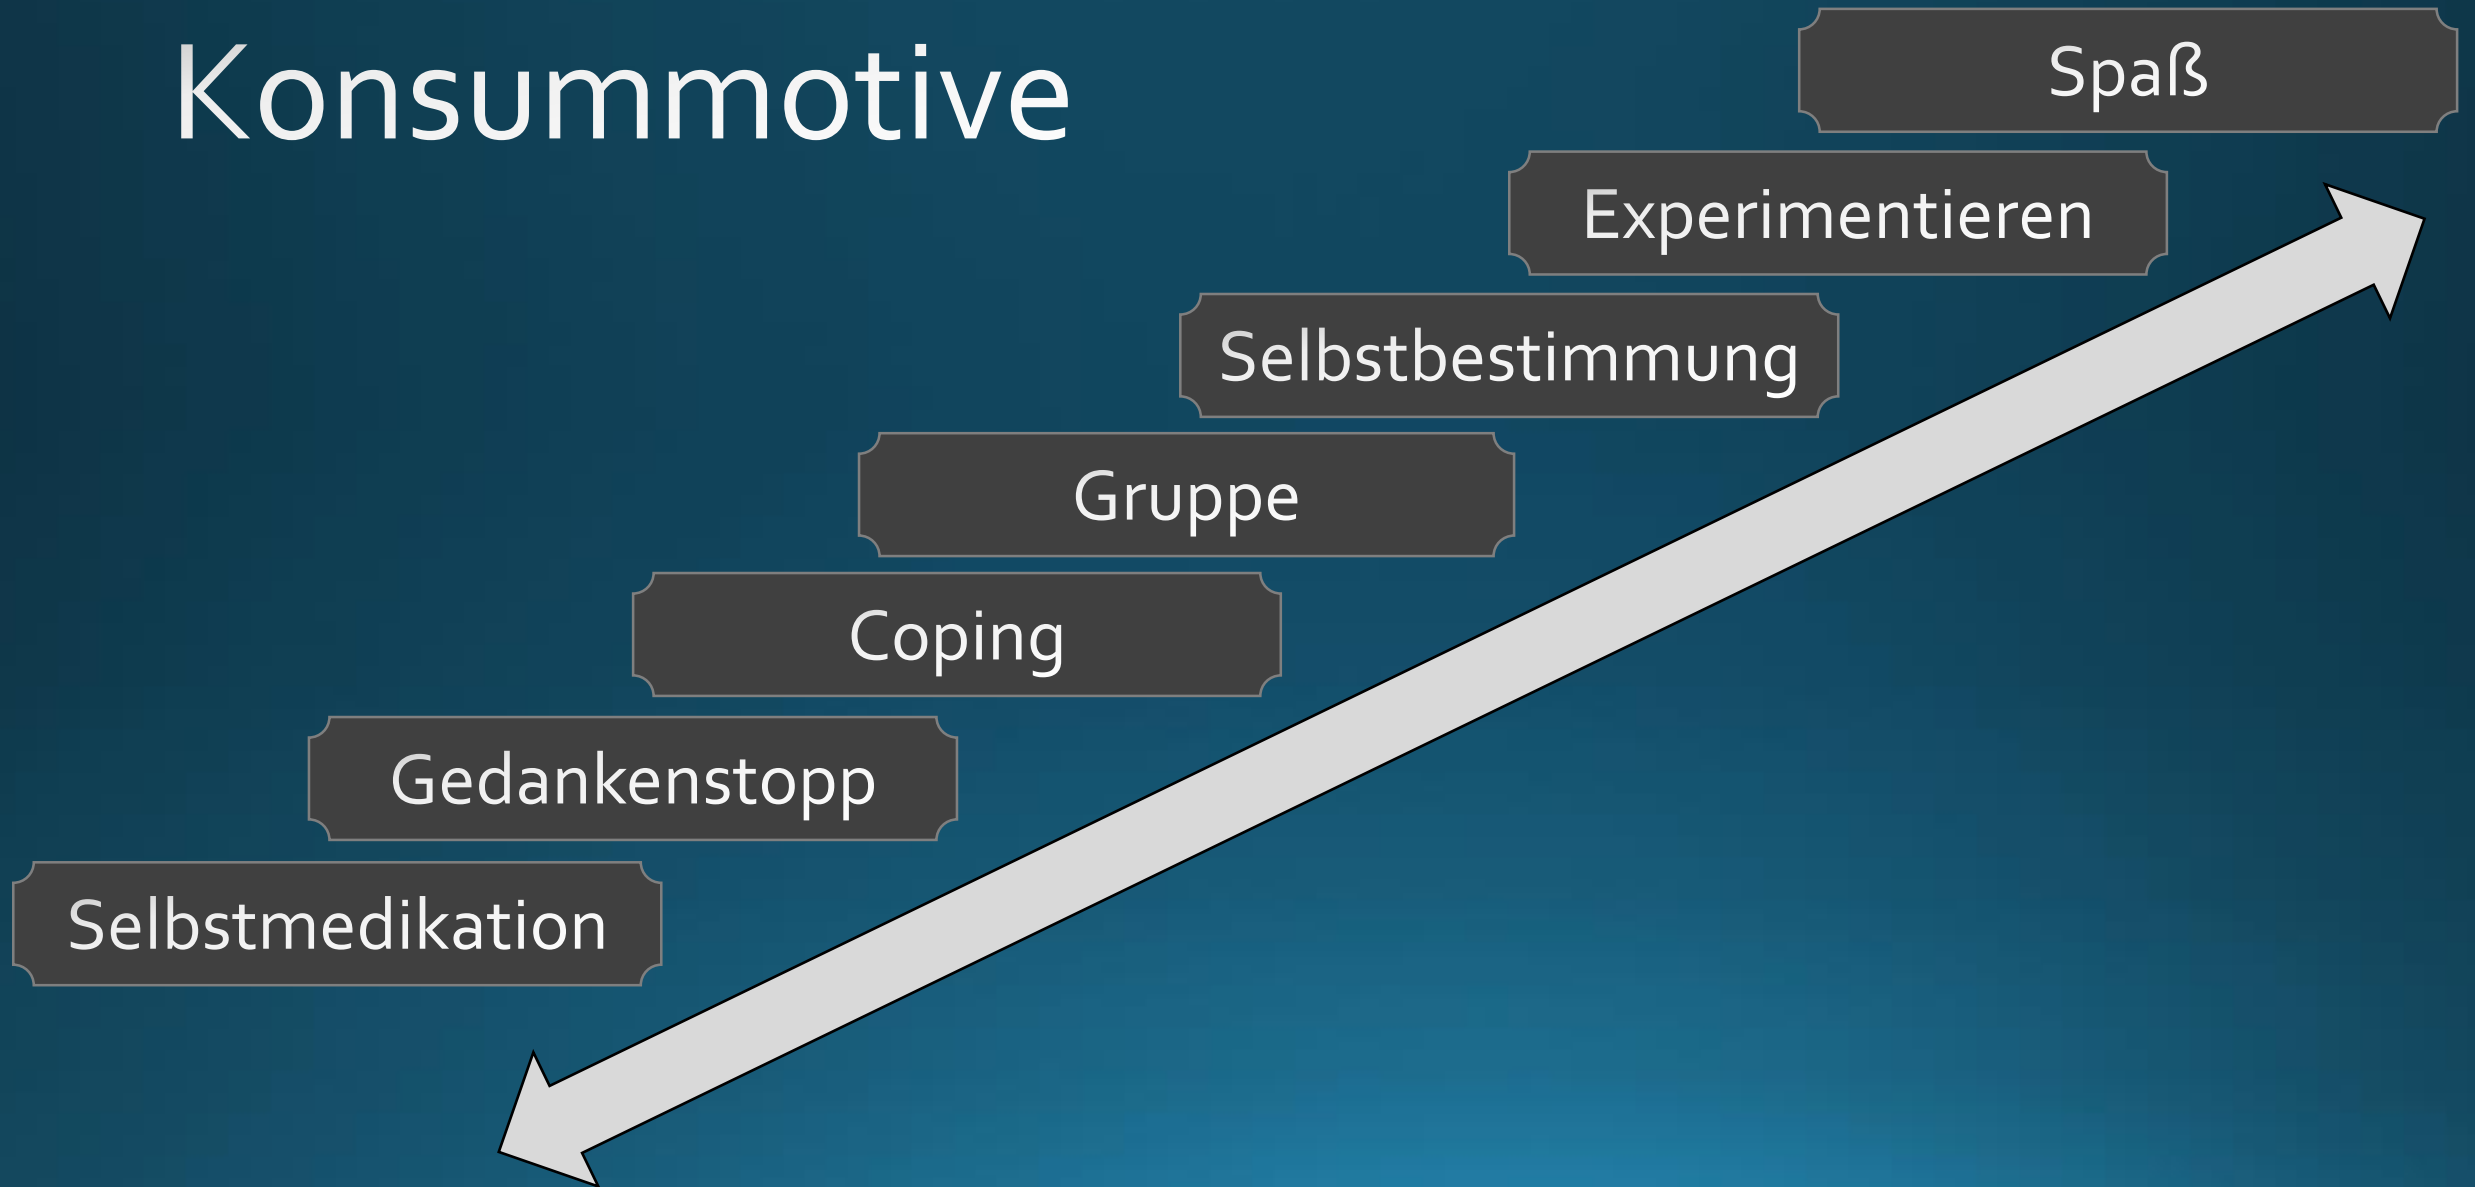 Konsummotive
Spaß
Experimentieren
Selbstbestimmung
Gruppe
Coping
Gedankenstopp
Selbstmedikation